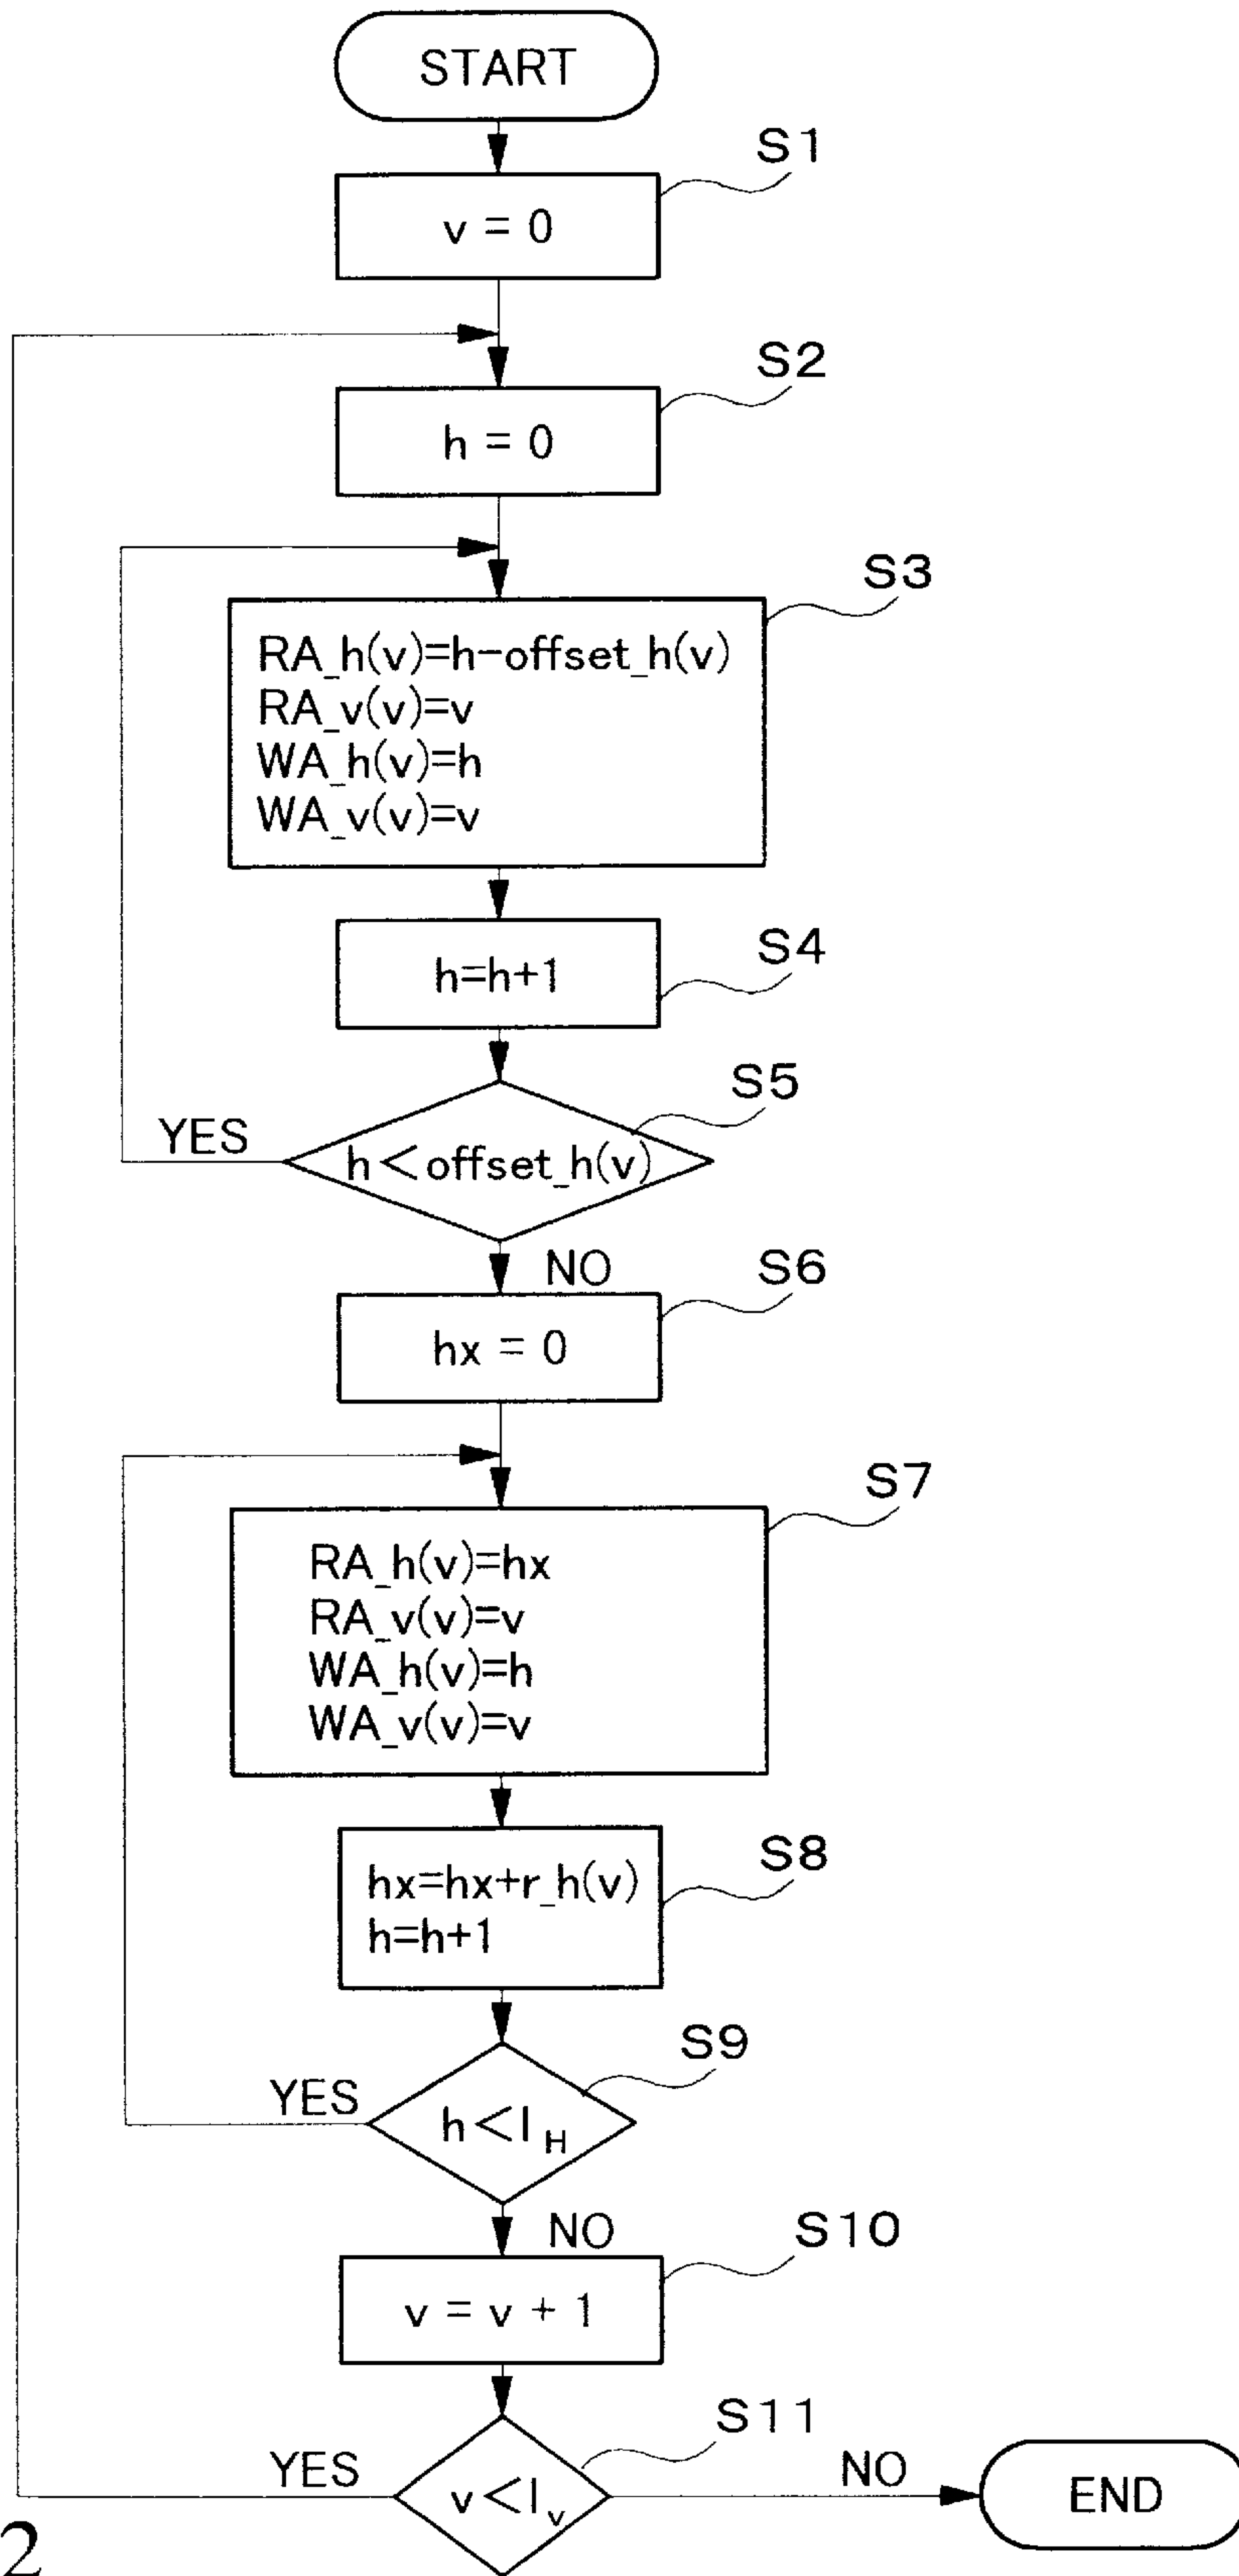 START
S1
v = 0
S2
h = 0
S3
RA_h(v)=h-offset_h(v)
RA_v(v)=v
WA_h(v)=h
WA_v(v)=v
S4
h=h+1
S5
YES
h<offset_h(v)
NO
S6
hx = 0
S7
RA_h(v)=hx
RA_v(v)=v
WA_h(v)=h
WA_v(v)=v
S8
hx=hx+r_h(v)
h=h+1
S9
YES
h<I_H
NO
S10
v = v + 1
S11
YES
v<I_v
NO
END
2